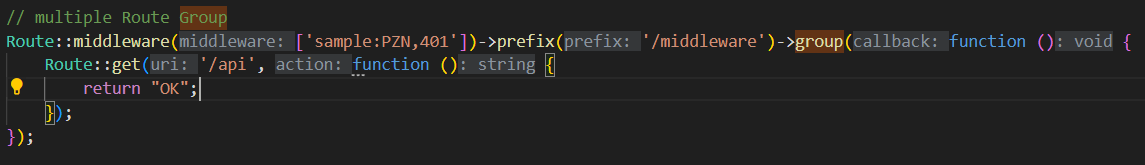 // multiple Route Group
Route::middleware(middleware: ['sample:PZN,401'])->prefix(prefix: '/middleware')->group(callback: function (): void {
    Route::get(uri: '/api', action: function (): string {
        return "OK";
    });
});